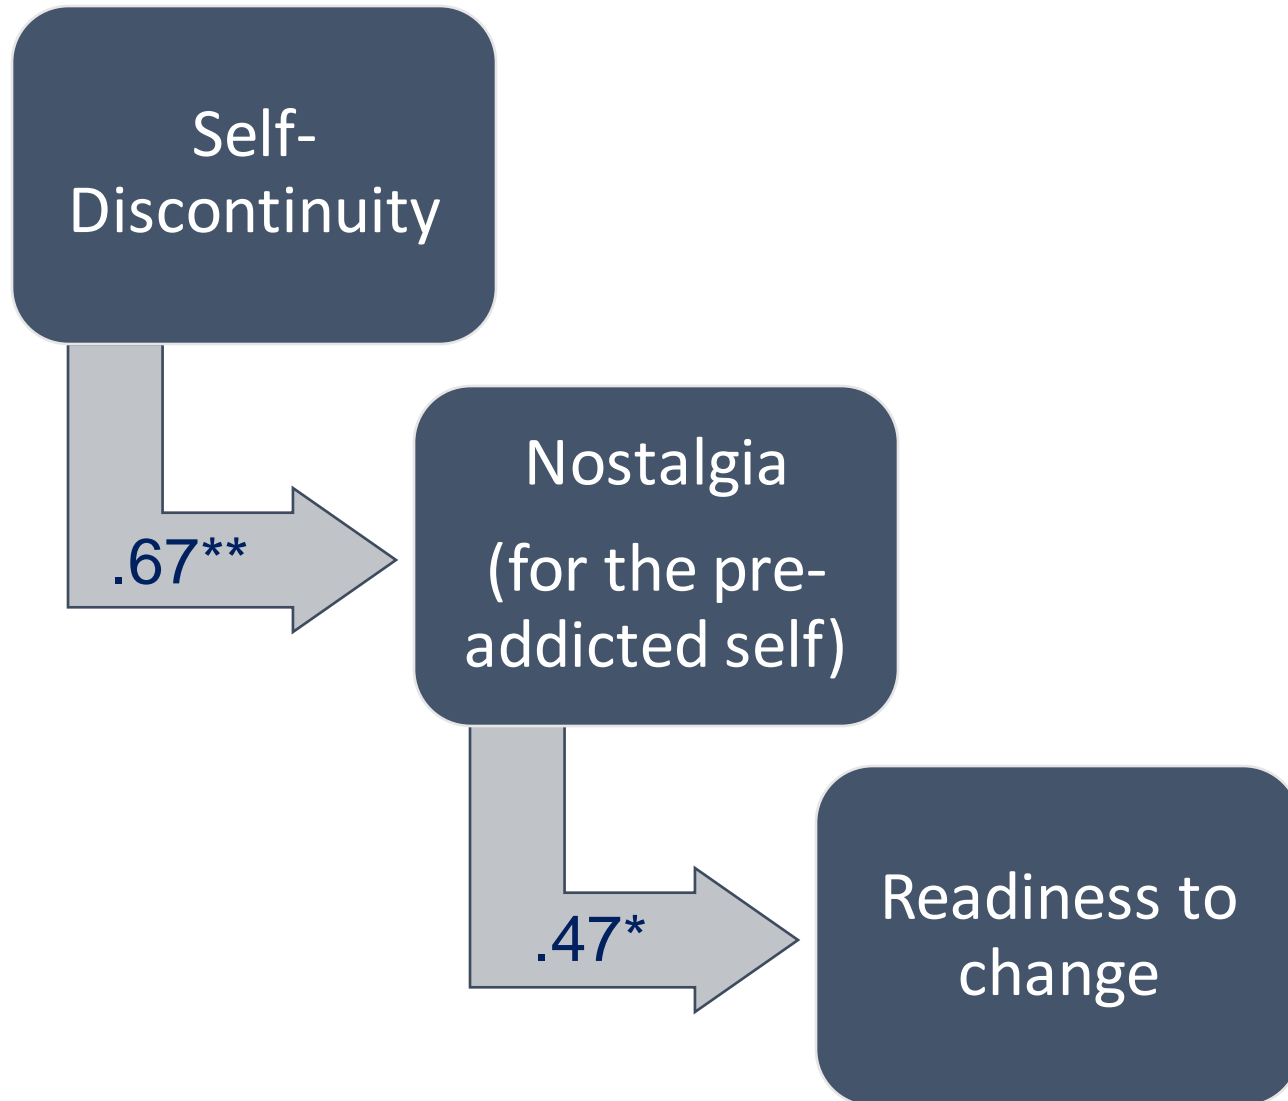 Self-
Discontinuity
.67**
Nostalgia
(for the pre-
addicted self)
.47*
Readiness to
change